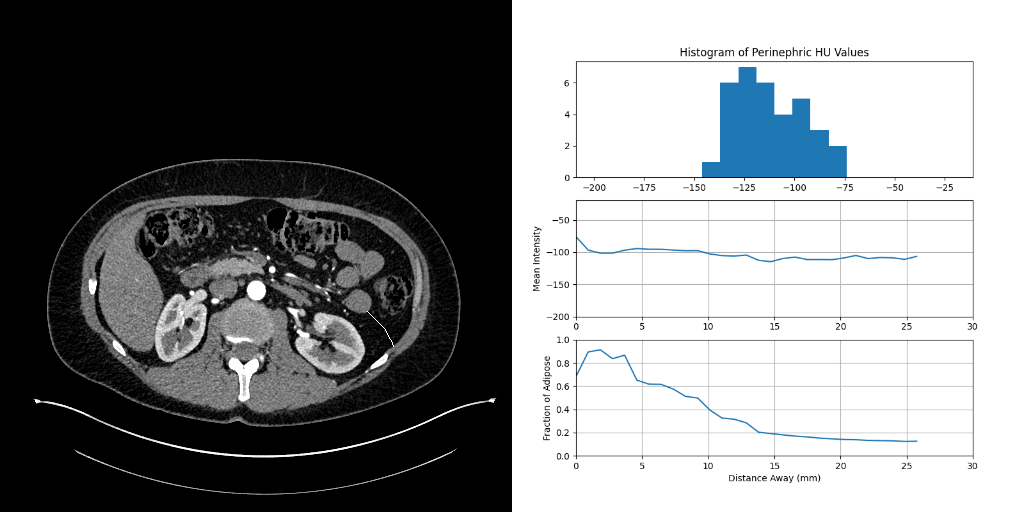 Histogram of Perinephric HU Values
6
4
2
0
−200 −175 −150 −125 −100 −75 −50 −25
Mean Intensity
−50
−100
−150
−200
0 5 10 15 20 25 30
Fraction of Adipose
1.0
0.8
0.6
0.4
0.2
0.0
0 5 10 15 20 25 30
Distance Away (mm)